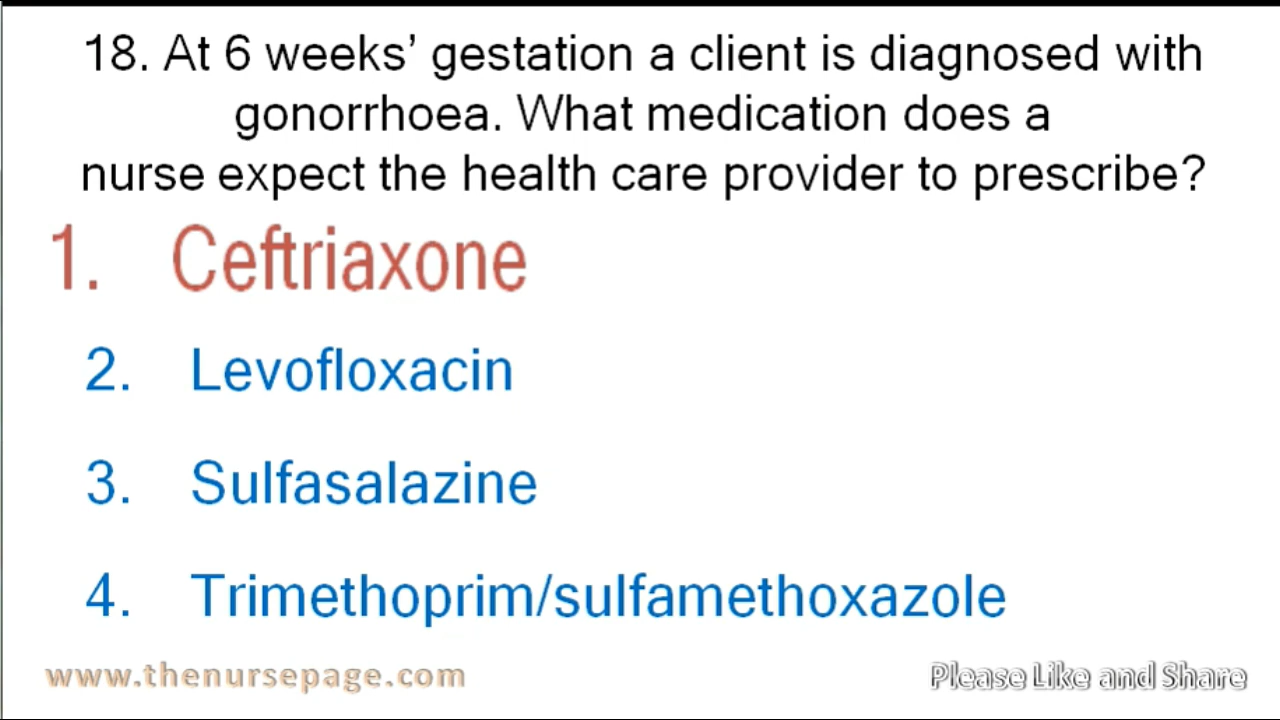 18. At 6 weeks’ gestation a client is diagnosed with
gonorrhoea. What medication does a
nurse expect the health care provider to prescribe?
1. Ceftriaxone
2. Levofloxacin
3. Sulfasalazine
4. Trimethoprim/sulfamethoxazole
www.thenursepage.com
Please Like and Share